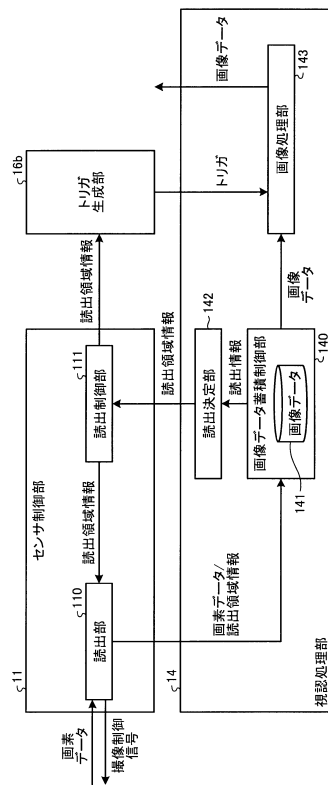 11
センサ制御部
画素データ
撮像制御
信号
110
読出部
読出領域情報
111
読出制御部
読出領域情報
16b
トリガ
生成部
画像データ
トリガ
読出領域情報
画素データ/
読出領域情報
14
視認処理部
142
読出決定部
読出情報
140
画像データ蓄積制御部
画像データ
141
画像
データ
143
画像処理部